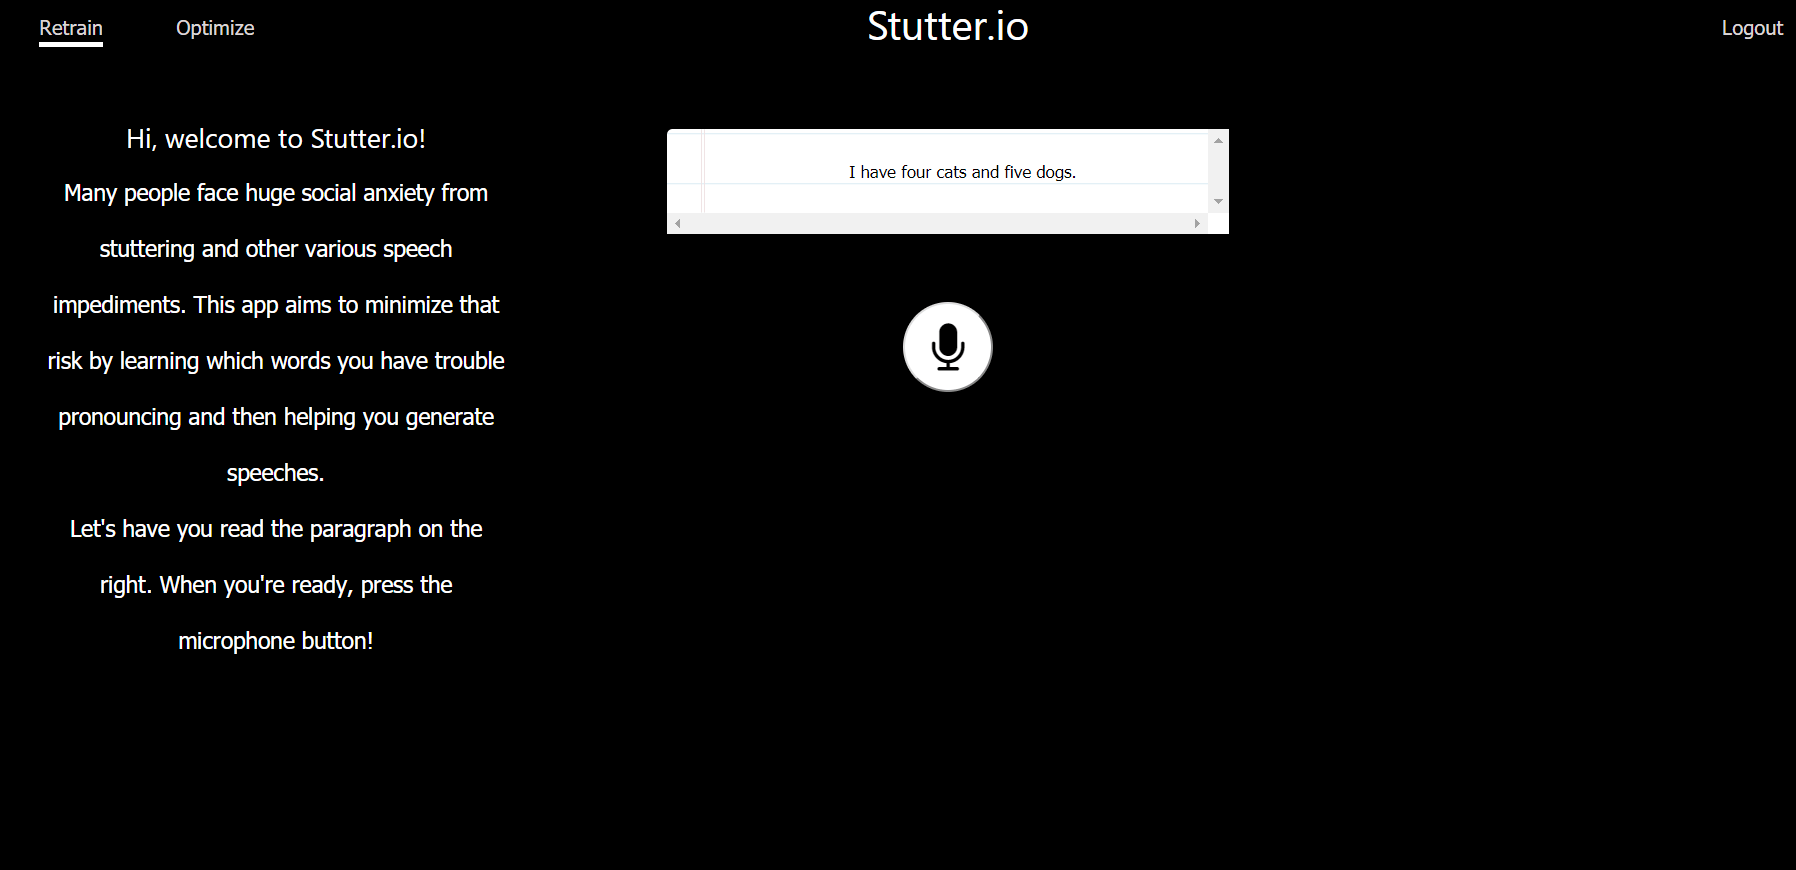 Retrain
Optimize
Stutter.io
Logout
Hi, welcome to Stutter.io!
Many people face huge social anxiety from
stuttering and other various speech
impediments. This app aims to minimize that
risk by learning which words you have trouble
pronouncing and then helping you generate
speeches.
Let's have you read the paragraph on the
right. When you're ready, press the
microphone button!
I have four cats and five dogs.